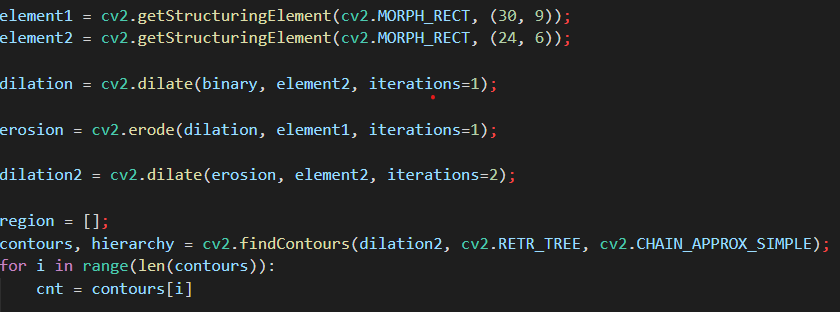 element1 = cv2.getStructuringElement(cv2.MORPH_RECT, (30, 9));
element2 = cv2.getStructuringElement(cv2.MORPH_RECT, (24, 6));
dilation = cv2.dilate(binary, element2, iterations=1);
erosion = cv2.erode(dilation, element1, iterations=1);
dilation2 = cv2.dilate(erosion, element2, iterations=2);
region = [];
contours, hierarchy = cv2.findContours(dilation2, cv2.RETR_TREE, cv2.CHAIN_APPROX_SIMPLE);
for i in range(len(contours)):
    cnt = contours[i]